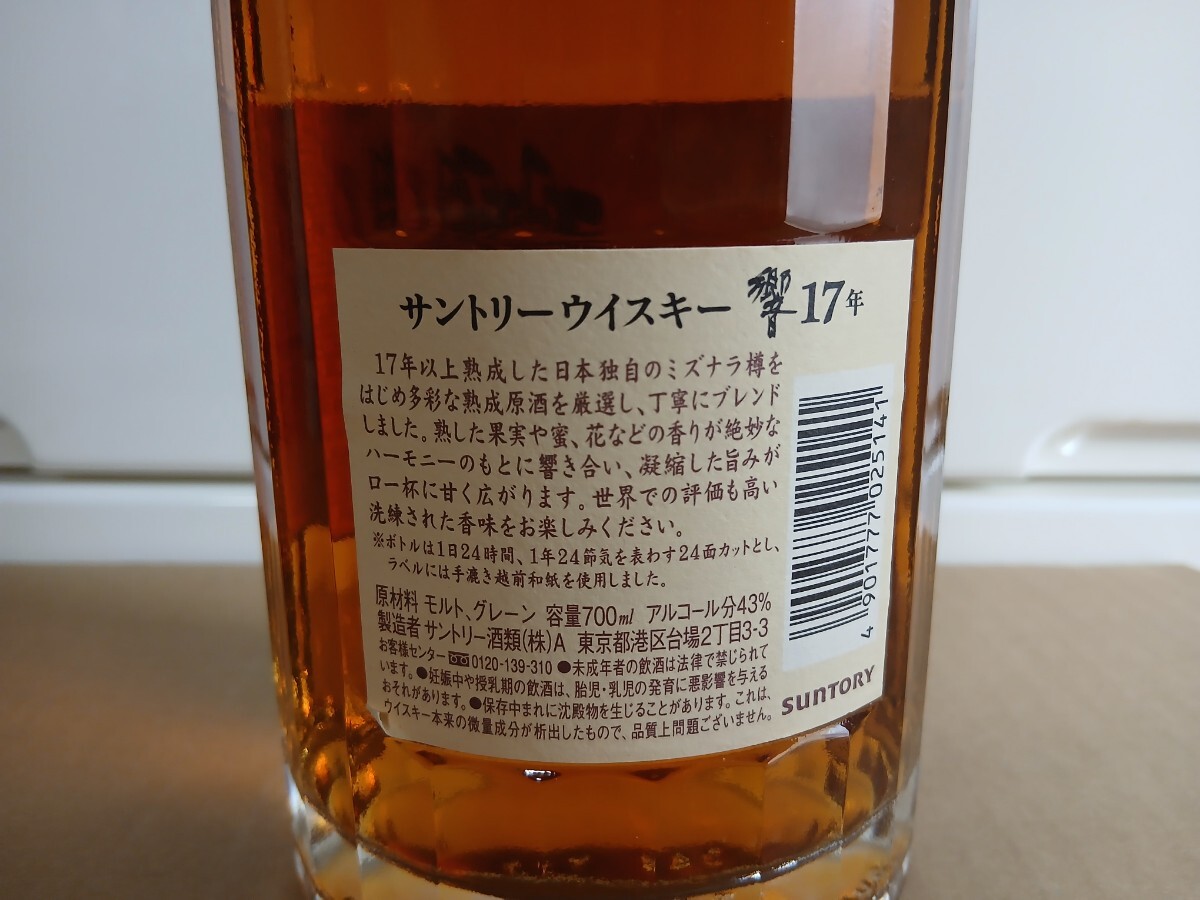 サントリーウイスキー 響 17年
17年以上熟成した日本独自のミズナラ樽を
はじめ多彩な熟成原酒を厳選し、丁寧にブレンド
しました。熟した果実や蜜、花などの香りが絶妙な
ハーモニーのもとに響き合い、凝縮した旨みが
口一杯に甘く広がります。世界での評価も高い
洗練された香味をお楽しみください。
※ボトルは1日24時間、1年24節気を表わす24面カットとし、
ラベルには手漉き越前和紙を使用しました。
原材料 モルト、グレーン 容量700ml アルコール分43%
製造者 サントリー酒類(株)A 東京都港区台場2丁目3-3
お客様センター 0120-139-310 ●未成年者の飲酒は法律で禁じられて
います。●妊娠中や授乳期の飲酒は、胎児・乳児の発育に悪影響を与える
おそれがあります。●保存中まれに沈殿物を生じることがあります。これは、
ウイスキー本来の微量成分が析出したもので、品質上問題ございません。
4 901777 025141
SUNTORY